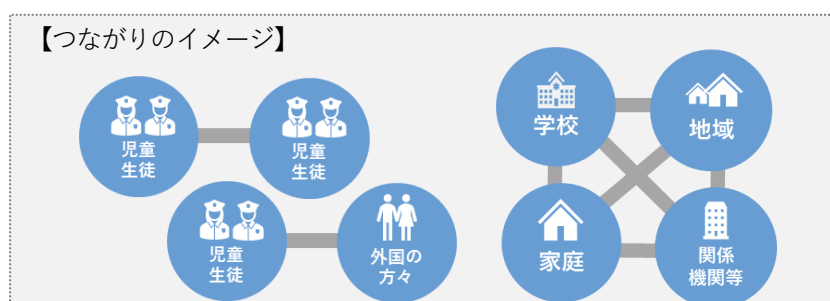 【つながりのイメージ】
児童
生徒
児童
生徒
児童
生徒
外国の
方々
学校
地域
家庭
関係
機関等